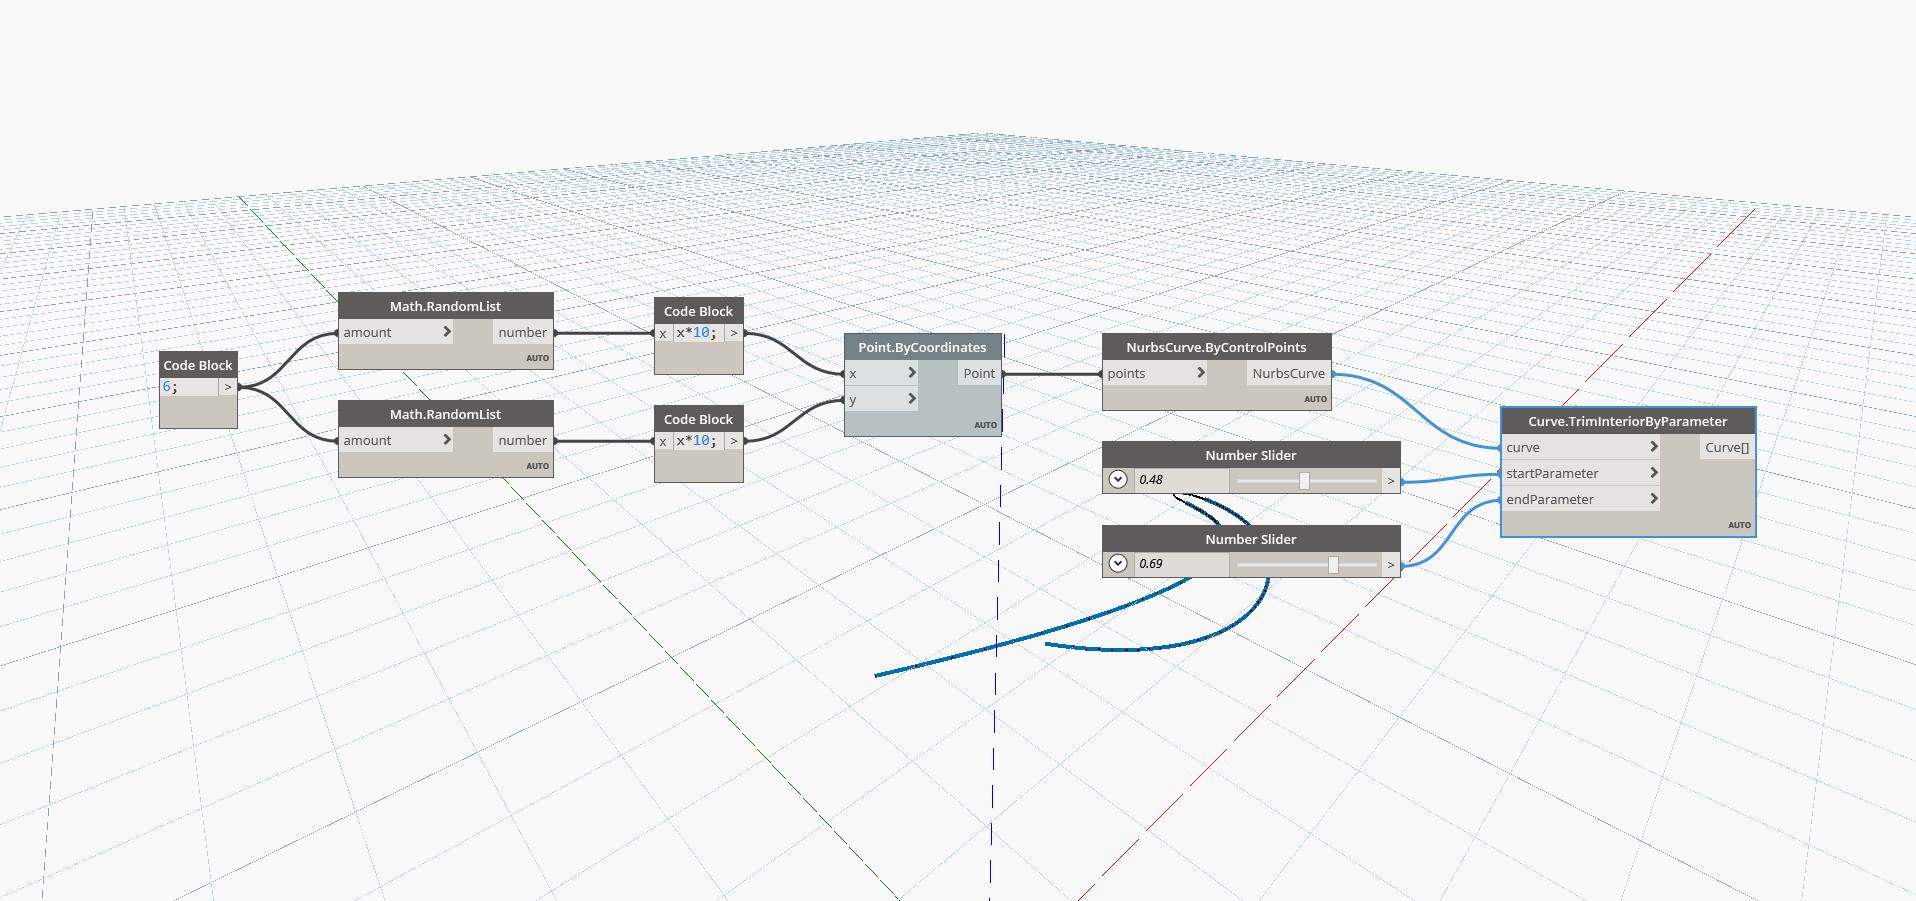 Code Block
6; >
Math.RandomList
amount > number
AUTO
Math.RandomList
amount > number
AUTO
Code Block
x x*10; >
Code Block
x x*10; >
Point.ByCoordinates
x > Point
y >
AUTO
NurbsCurve.ByControlPoints
points > NurbsCurve
AUTO
Number Slider
0.48 >
Number Slider
0.69 >
Curve.TrimInteriorByParameter
curve > Curve[]
startParameter >
endParameter >
AUTO